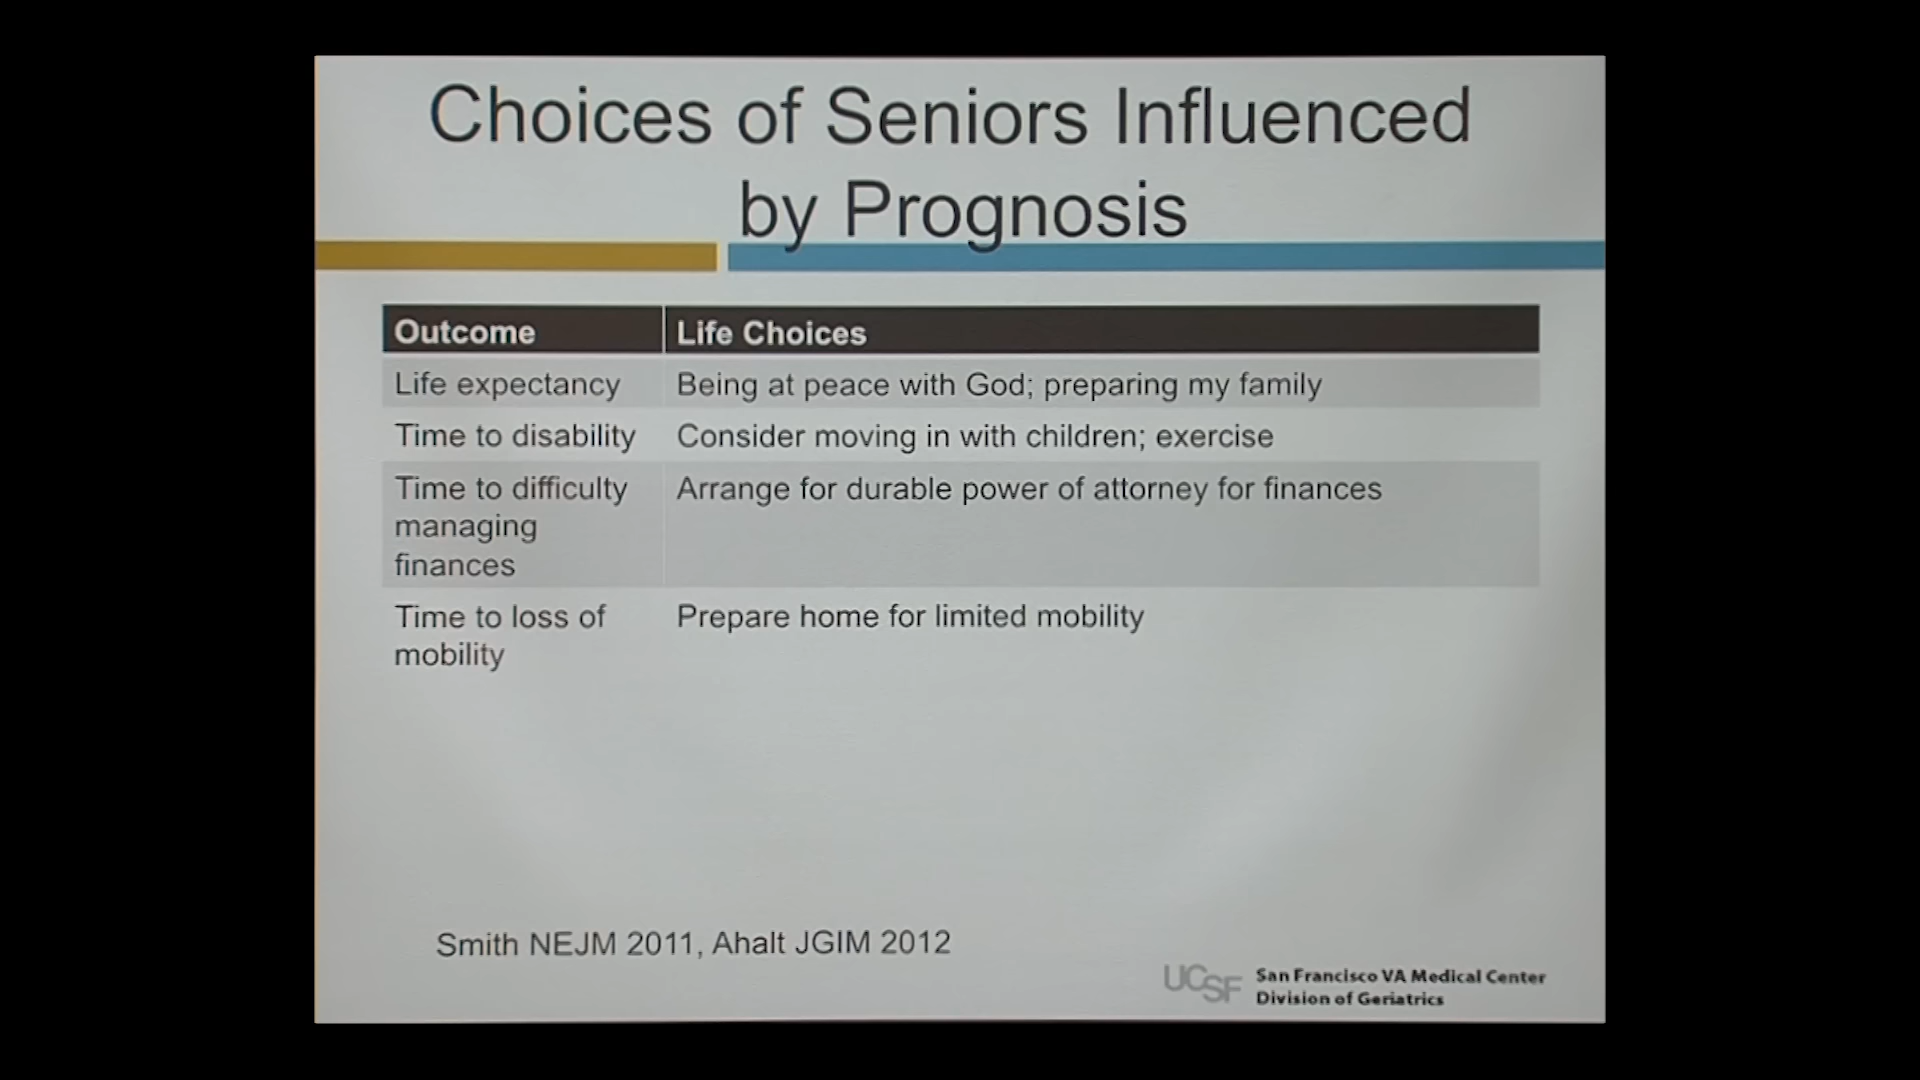 Choices of Seniors Influenced
by Prognosis
Outcome
Life Choices
Life expectancy
Being at peace with God; preparing my family
Time to disability
Consider moving in with children; exercise
Time to difficulty
managing
finances
Arrange for durable power of attorney for finances
Time to loss of
mobility
Prepare home for limited mobility
Smith NEJM 2011, Ahalt JGIM 2012
UCSF
San Francisco VA Medical Center
Division of Geriatrics